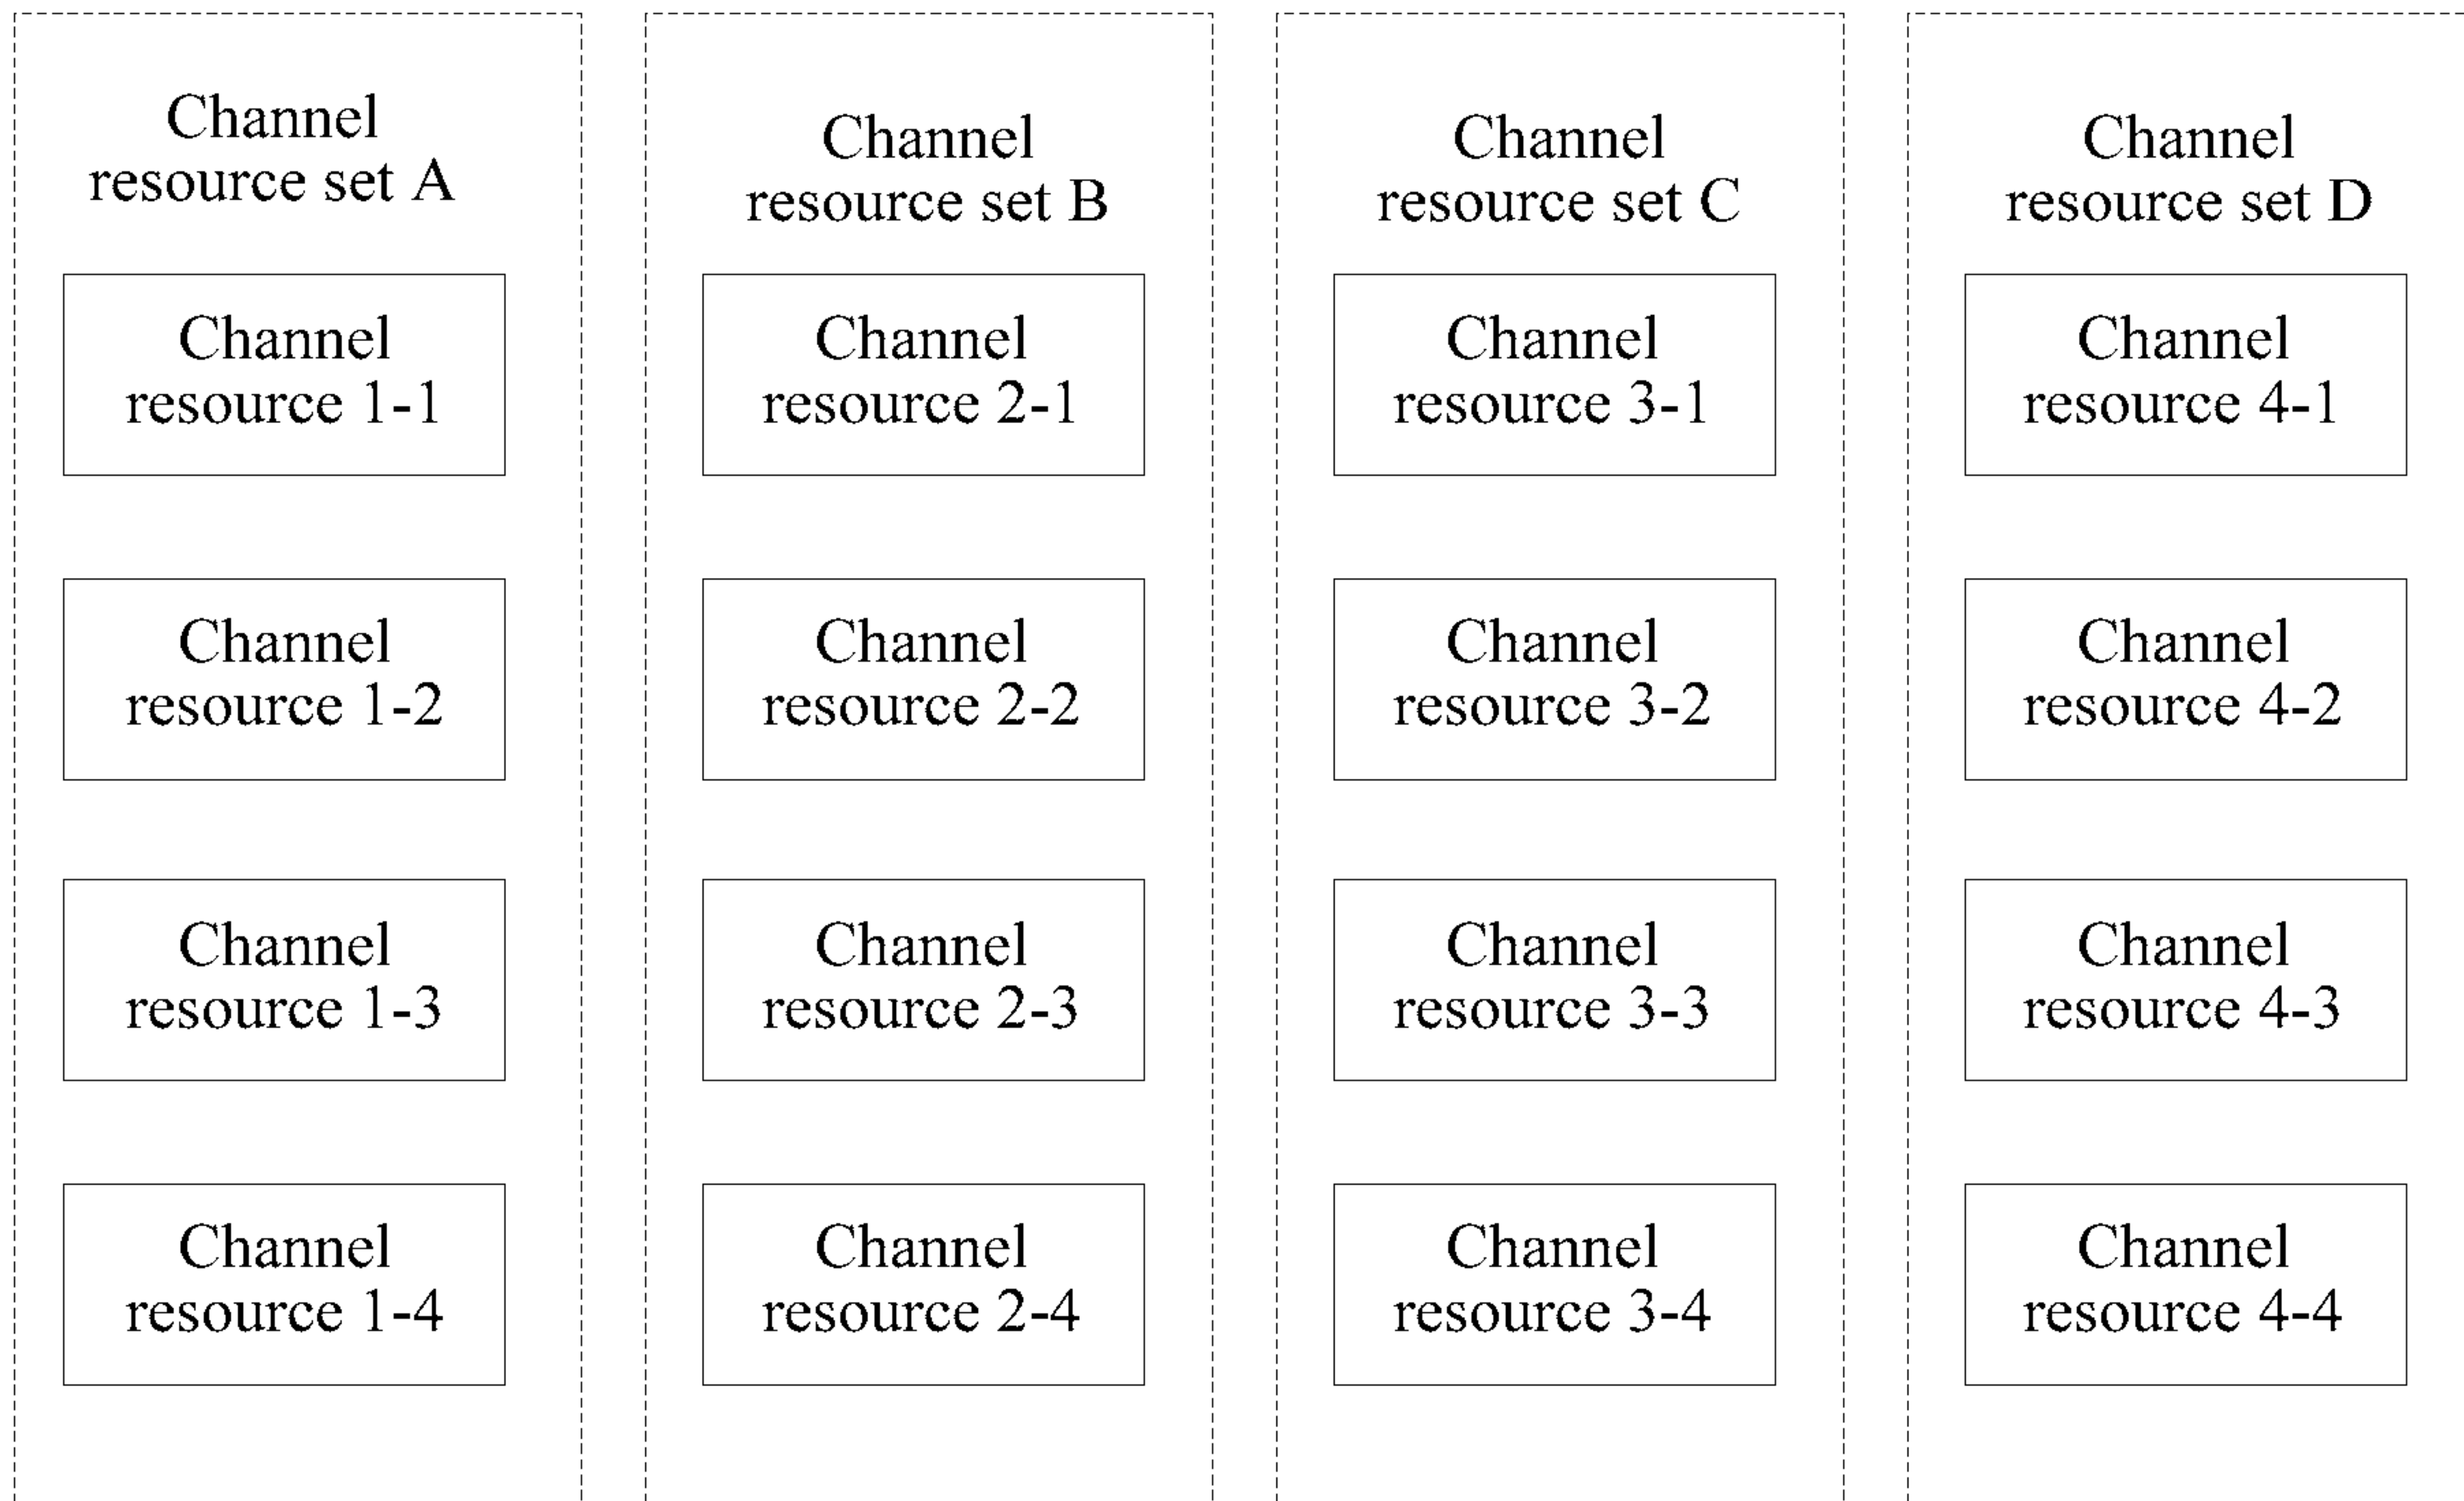 Channel
resource set A
Channel
resource 1-1
Channel
resource 1-2
Channel
resource 1-3
Channel
resource 1-4
Channel
resource set B
Channel
resource 2-1
Channel
resource 2-2
Channel
resource 2-3
Channel
resource 2-4
Channel
resource set C
Channel
resource 3-1
Channel
resource 3-2
Channel
resource 3-3
Channel
resource 3-4
Channel
resource set D
Channel
resource 4-1
Channel
resource 4-2
Channel
resource 4-3
Channel
resource 4-4